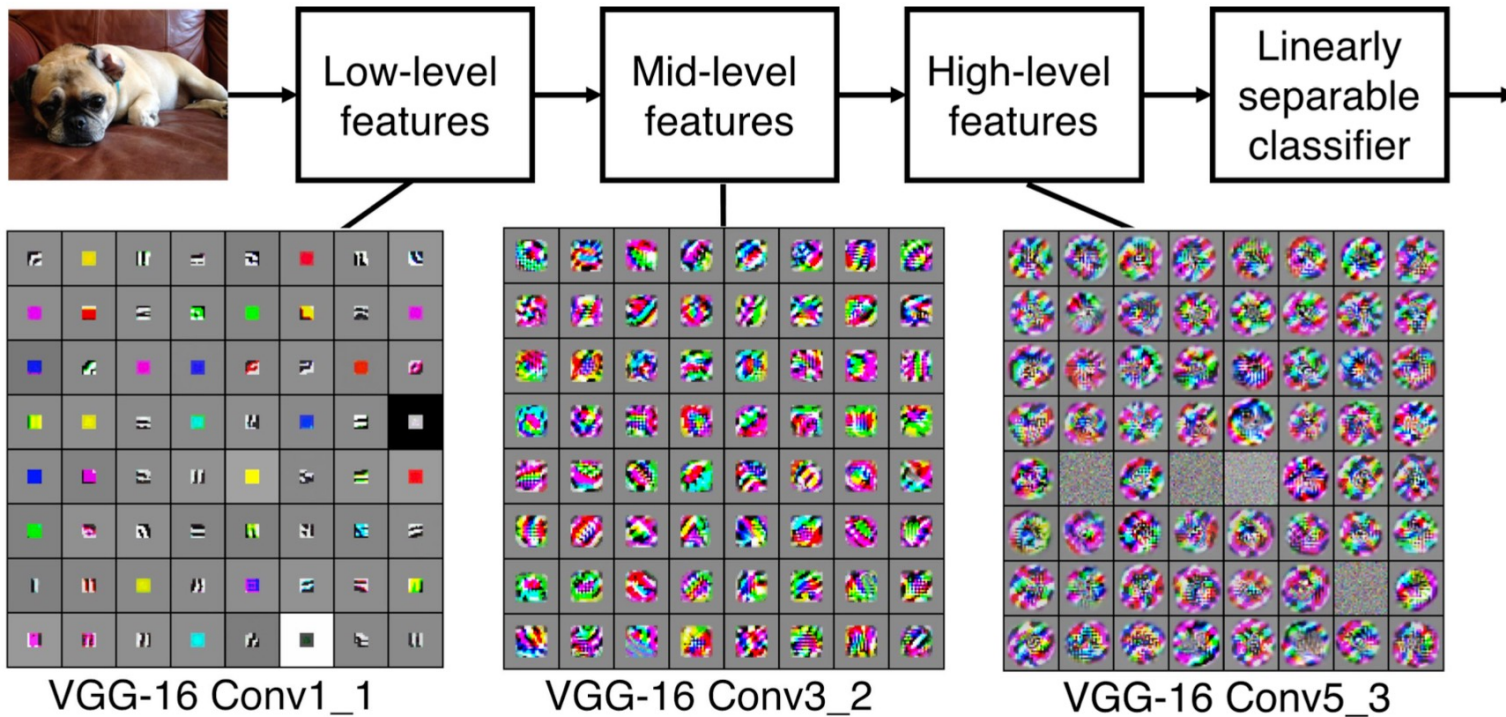 Low-level
features
Mid-level
features
High-level
features
Linearly
separable
classifier
VGG-16 Conv1_1
VGG-16 Conv3_2
VGG-16 Conv5_3